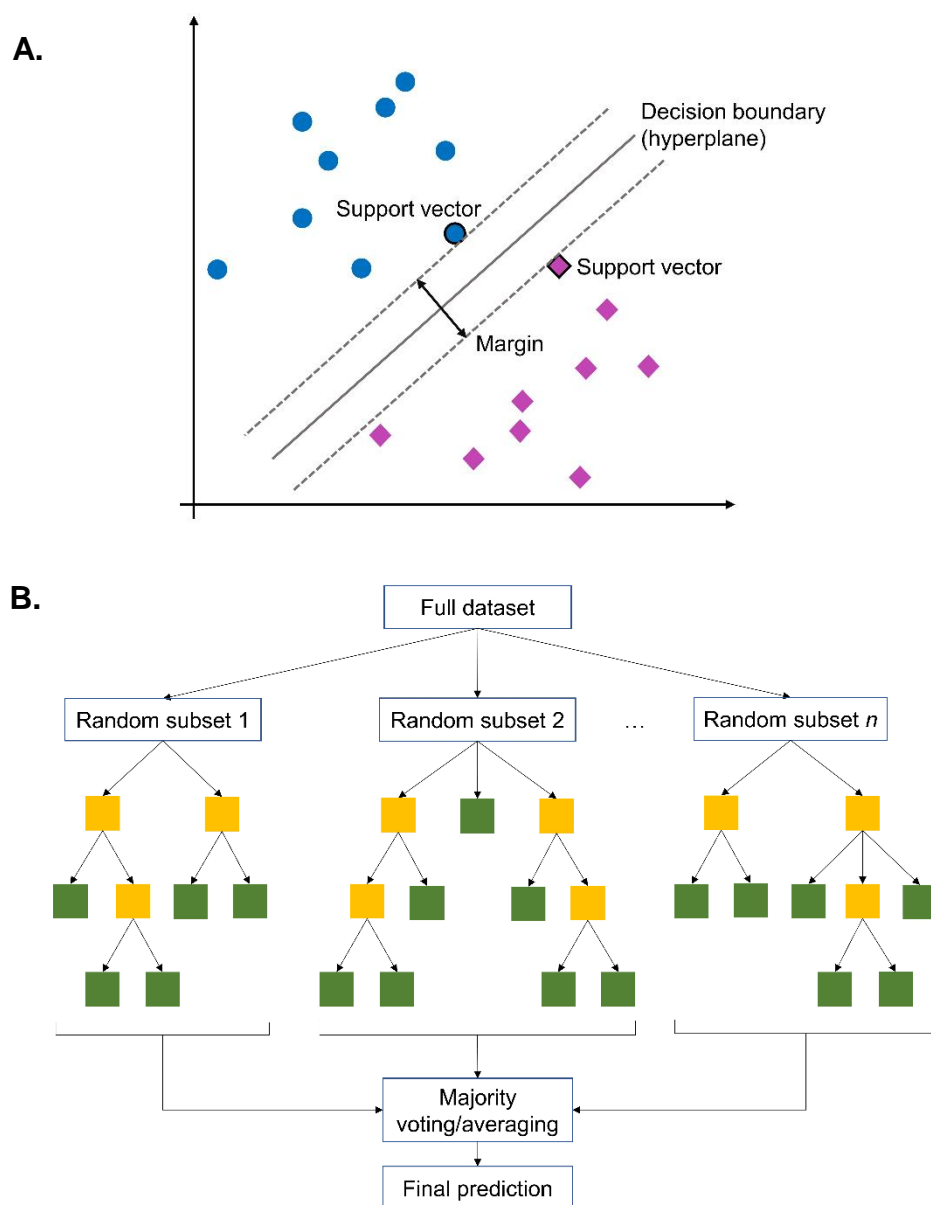 A.
Decision boundary
(hyperplane)
Support vector
Support vector
Margin
B.
Full dataset
Random subset 1
Random subset 2
…
Random subset n
Majority
voting/averaging
Final prediction